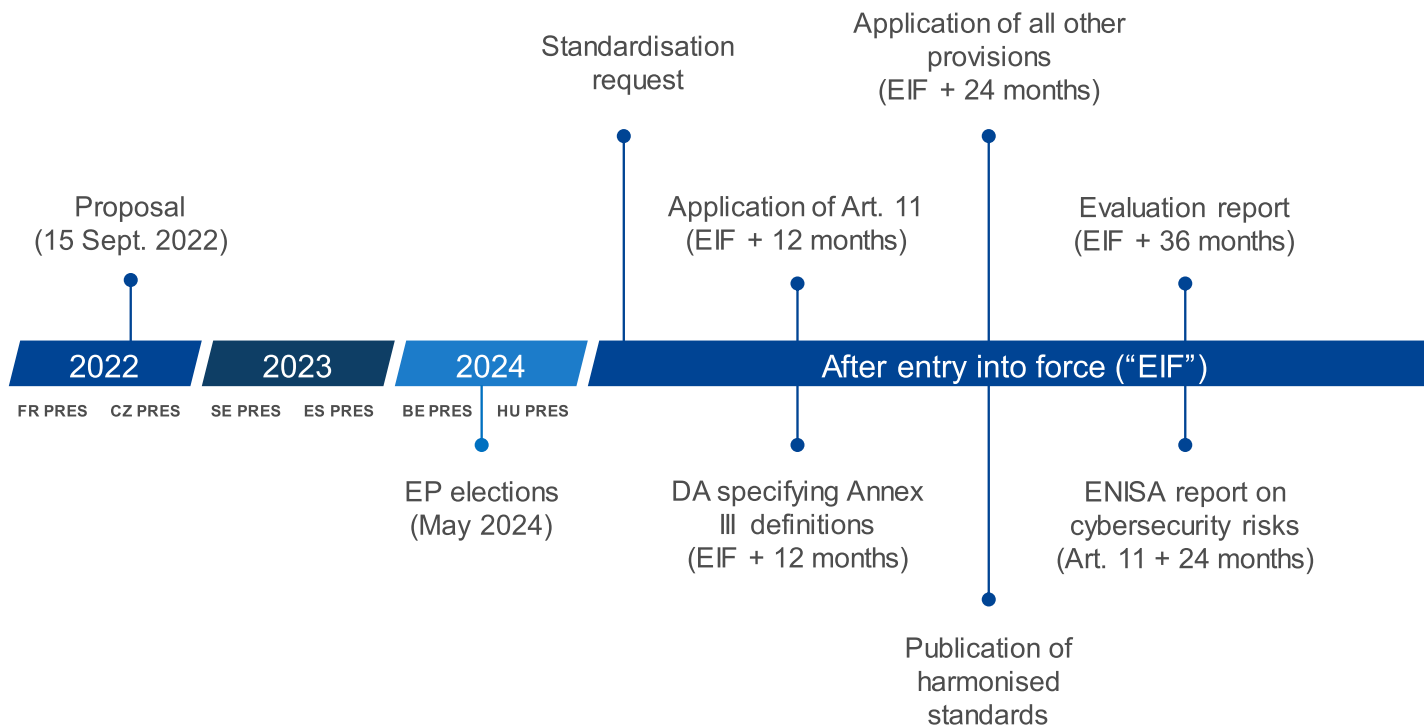 Standardisation
request
Application of all other
provisions
(EIF + 24 months)
Proposal
(15 Sept. 2022)
Application of Art. 11
(EIF + 12 months)
Evaluation report
(EIF + 36 months)
2022
2023
2024
After entry into force (“EIF”)
FR PRES
CZ PRES
SE PRES
ES PRES
BE PRES
HU PRES
EP elections
(May 2024)
DA specifying Annex
III definitions
(EIF + 12 months)
ENISA report on
cybersecurity risks
(Art. 11 + 24 months)
Publication of
harmonised
standards